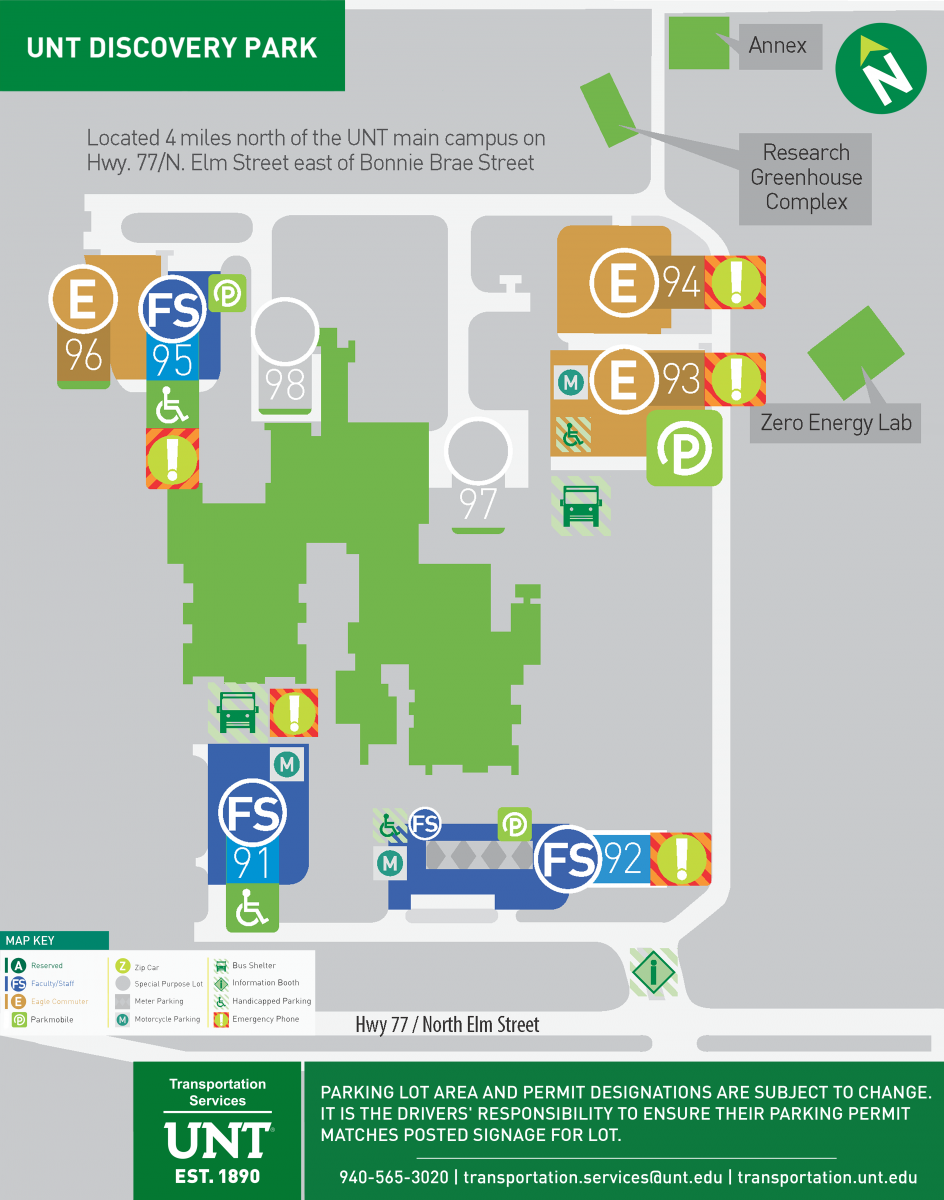 UNT DISCOVERY PARK
Annex
N
Located 4 miles north of the UNT main campus on
Hwy. 77/N. Elm Street east of Bonnie Brae Street
Research
Greenhouse
Complex
E
94
!
E
96
FS
95
P
!
98
M
E
93
!
P
Zero Energy Lab
97
!
M
FS
91
FS
P
M
FS
92
!
i
MAP KEY
A Reserved
FS Faculty/Staff
E Eagle Commuter
P Parkmobile
Z Zip Car
Special Purpose Lot
Meter Parking
M Motorcycle Parking
Bus Shelter
i Information Booth
Handicapped Parking
! Emergency Phone
Hwy 77 / North Elm Street
Transportation
Services
UNT®
EST. 1890
PARKING LOT AREA AND PERMIT DESIGNATIONS ARE SUBJECT TO CHANGE.
IT IS THE DRIVERS' RESPONSIBILITY TO ENSURE THEIR PARKING PERMIT
MATCHES POSTED SIGNAGE FOR LOT.
940-565-3020 | transportation.services@unt.edu | transportation.unt.edu